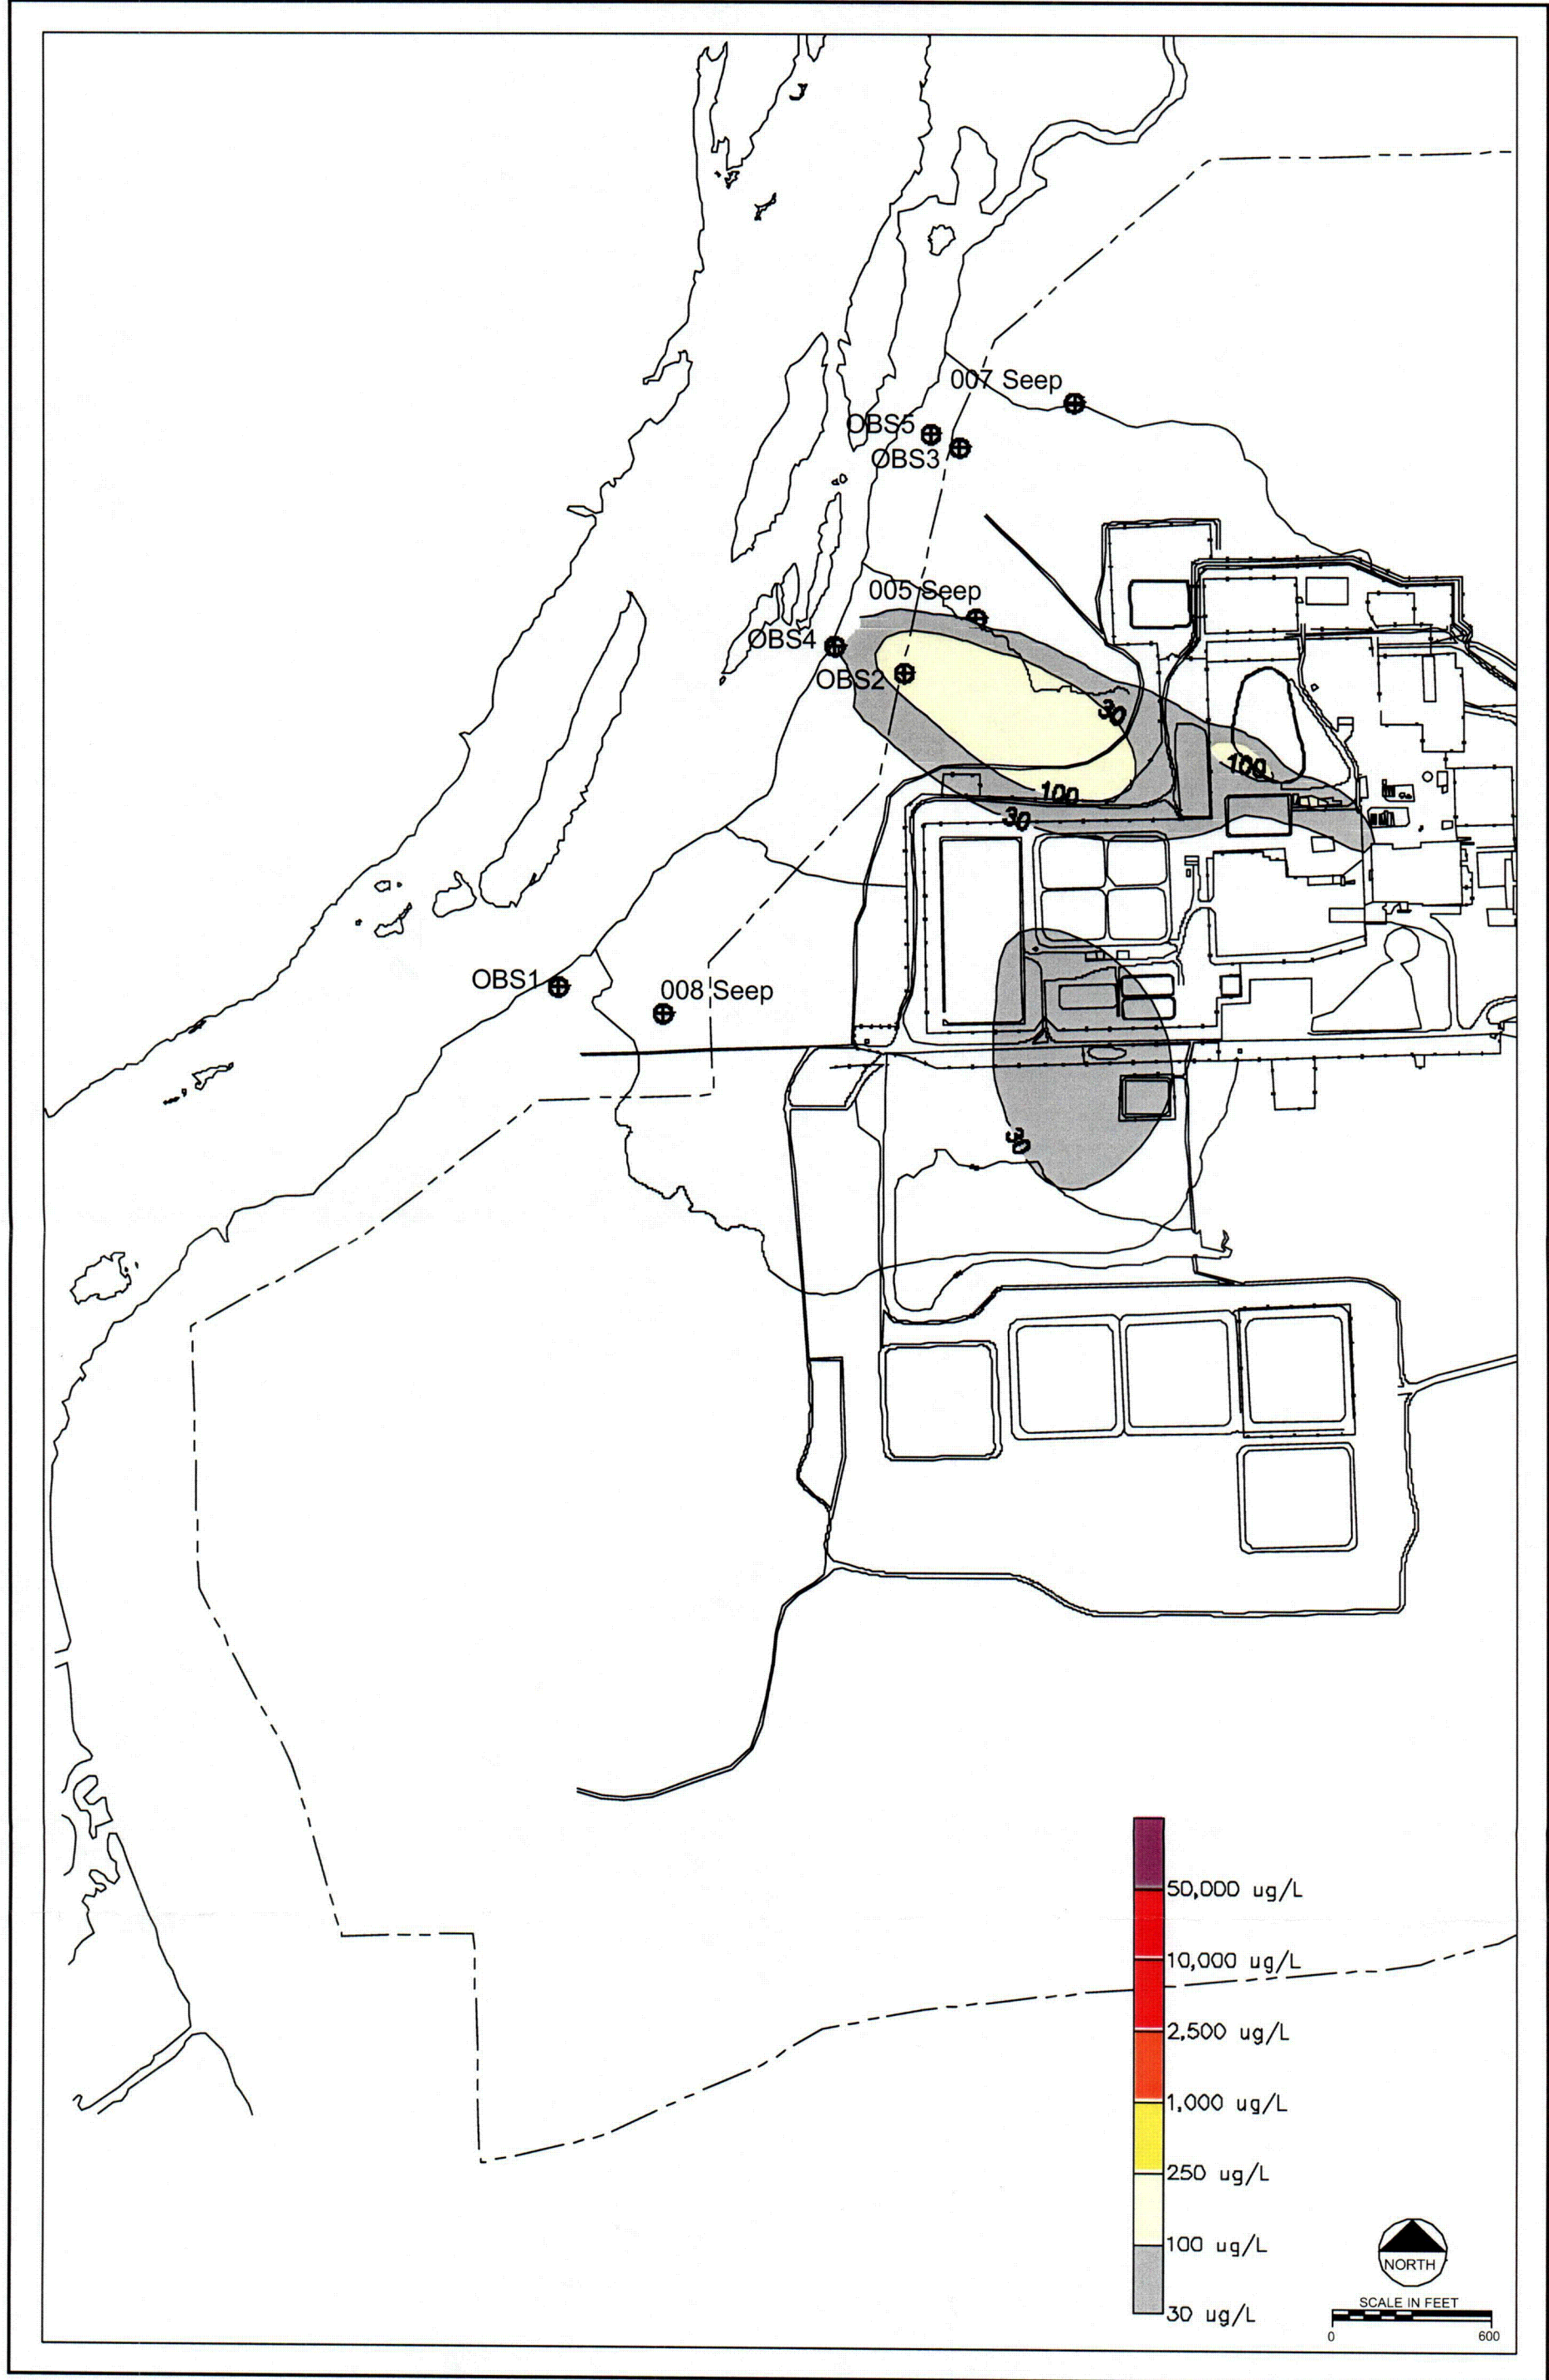 007 Seep
OBS5
OBS3
005 Seep
OBS4
OBS2
30
100
100
30
OBS1
008 Seep
30
50,000 ug/L
10,000 ug/L
2,500 ug/L
1,000 ug/L
250 ug/L
100 ug/L
30 ug/L
NORTH
SCALE IN FEET
0 600